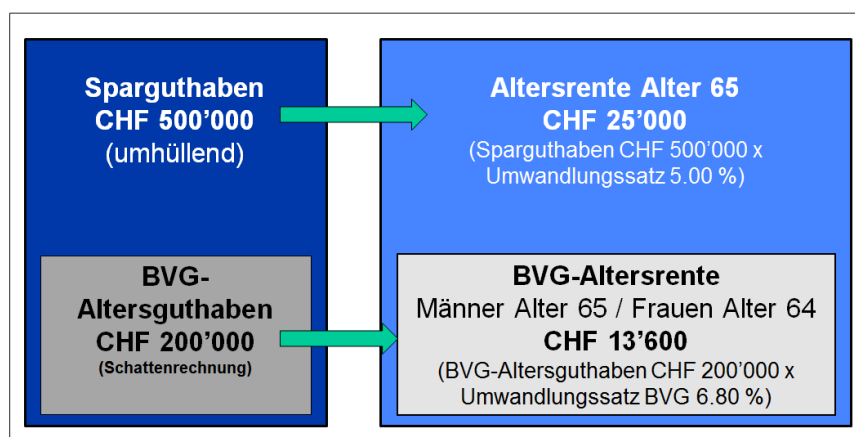 Sparguthaben
CHF 500’000
(umhüllend)
BVG-
Altersguthaben
CHF 200’000
(Schattenrechnung)
Altersrente Alter 65
CHF 25’000
(Sparguthaben CHF 500’000 x
Umwandlungssatz 5.00 %)
BVG-Altersrente
Männer Alter 65 / Frauen Alter 64
CHF 13’600
(BVG-Altersguthaben CHF 200’000 x
Umwandlungssatz BVG 6.80 %)